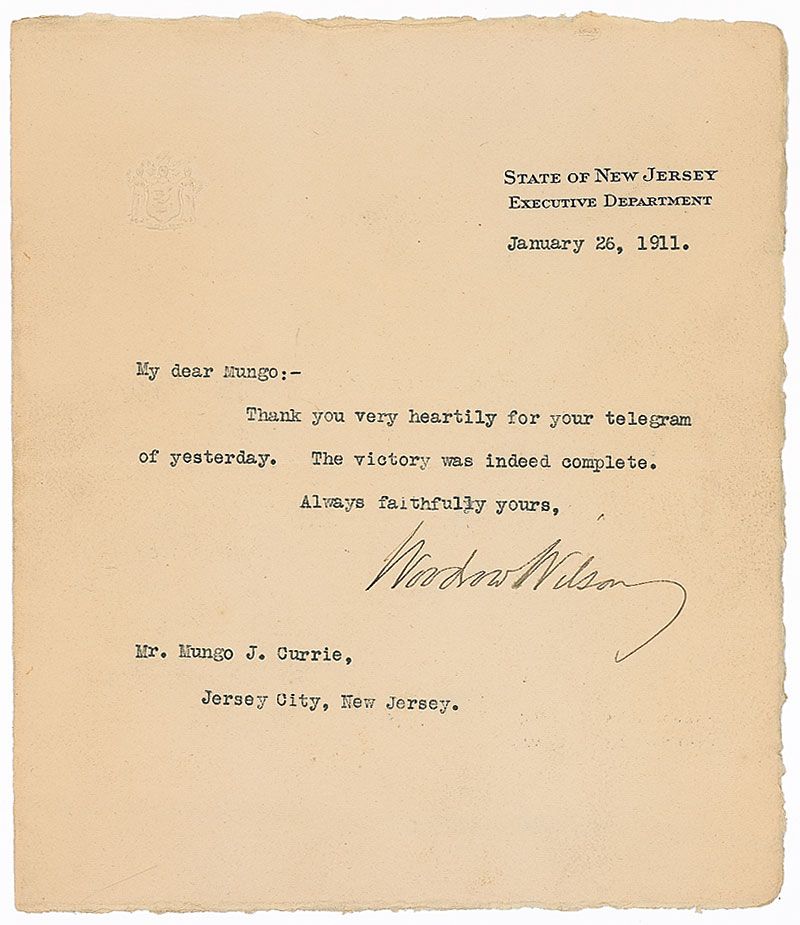 STATE OF NEW JERSEY
EXECUTIVE DEPARTMENT
January 26, 1911.
My dear Mungo:-
Thank you very heartily for your telegram
of yesterday. The victory was indeed complete.
Always faithfully yours,
Woodrow Wilson
Mr. Mungo J. Currie,
Jersey City, New Jersey.